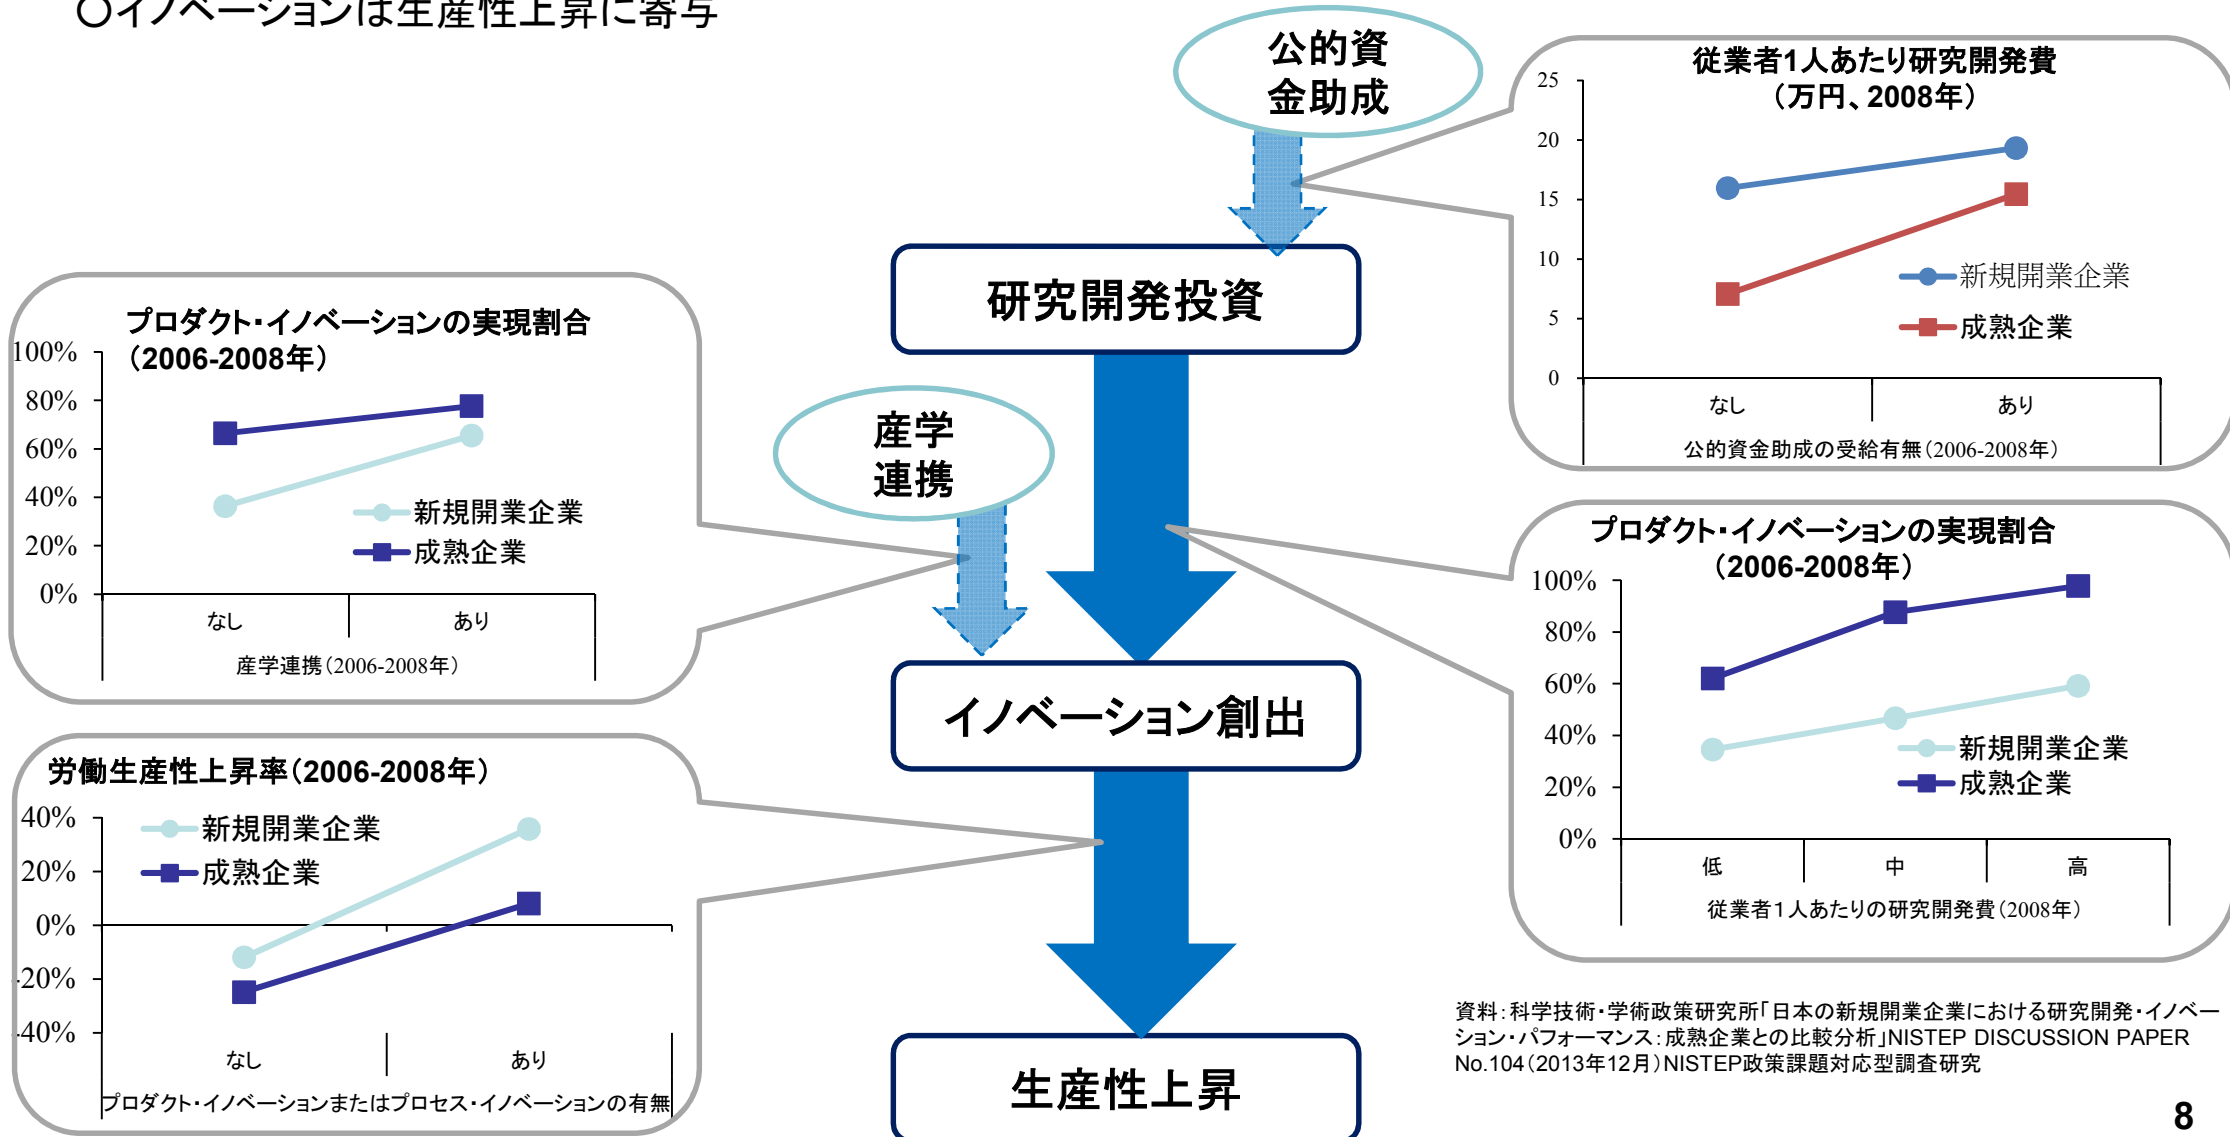 〇イノベーションは生産性上昇に寄与
公的資
金助成
従業者1人あたり研究開発費
（万円、2008年）
25
20
15
10
5
0
新規開業企業
成熟企業
なし
あり
公的資金助成の受給有無（2006-2008年）
研究開発投資
プロダクト・イノベーションの実現割合
（2006-2008年）
100%
80%
60%
40%
20%
0%
新規開業企業
成熟企業
なし
あり
産学連携（2006-2008年）
産学
連携
プロダクト・イノベーションの実現割合
（2006-2008年）
100%
80%
60%
40%
20%
0%
新規開業企業
成熟企業
低
中
高
従業者１人あたりの研究開発費（2008年）
イノベーション創出
労働生産性上昇率（2006-2008年）
40%
20%
0%
-20%
-40%
新規開業企業
成熟企業
なし
あり
プロダクト・イノベーションまたはプロセス・イノベーションの有無
生産性上昇
資料：科学技術・学術政策研究所「日本の新規開業企業における研究開発・イノベー
ション・パフォーマンス：成熟企業との比較分析」NISTEP DISCUSSION PAPER
No.104（2013年12月）NISTEP政策課題対応型調査研究
8